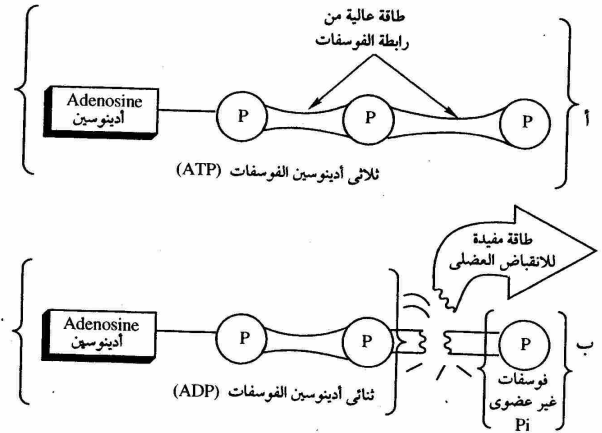 طاقة عالية من
رابطة الفوسفات
Adenosine
أدينوسين
P
P
P
أ
ثلاثى أدينوسين الفوسفات (ATP)
طاقة مفيدة
للانقباض العضلى
Adenosine
أدينوسين
P
P
P
ب
فوسفات
غير عضوى
Pi
ثنائى أدينوسين الفوسفات (ADP)